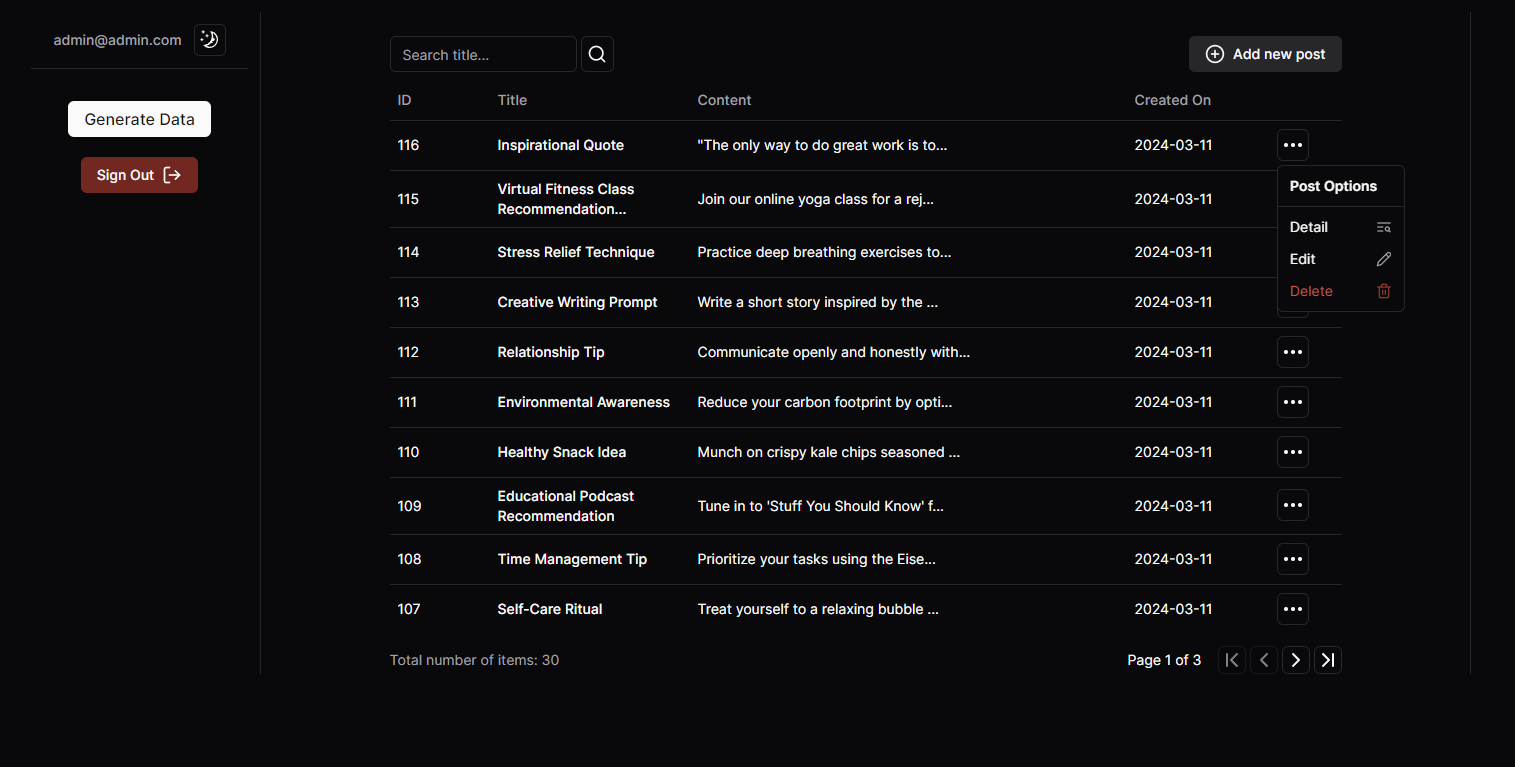 admin@admin.com
Generate Data
Sign Out
Search title...
Add new post
ID Title Content Created On
116 Inspirational Quote "The only way to do great work is to... 2024-03-11
115 Virtual Fitness Class Recommendation... Join our online yoga class for a rej... 2024-03-11
114 Stress Relief Technique Practice deep breathing exercises to... 2024-03-11
113 Creative Writing Prompt Write a short story inspired by the ... 2024-03-11
112 Relationship Tip Communicate openly and honestly with... 2024-03-11
111 Environmental Awareness Reduce your carbon footprint by opti... 2024-03-11
110 Healthy Snack Idea Munch on crispy kale chips seasoned ... 2024-03-11
109 Educational Podcast Recommendation Tune in to 'Stuff You Should Know' f... 2024-03-11
108 Time Management Tip Prioritize your tasks using the Eise... 2024-03-11
107 Self-Care Ritual Treat yourself to a relaxing bubble ... 2024-03-11
Post Options
Detail
Edit
Delete
Total number of items: 30
Page 1 of 3